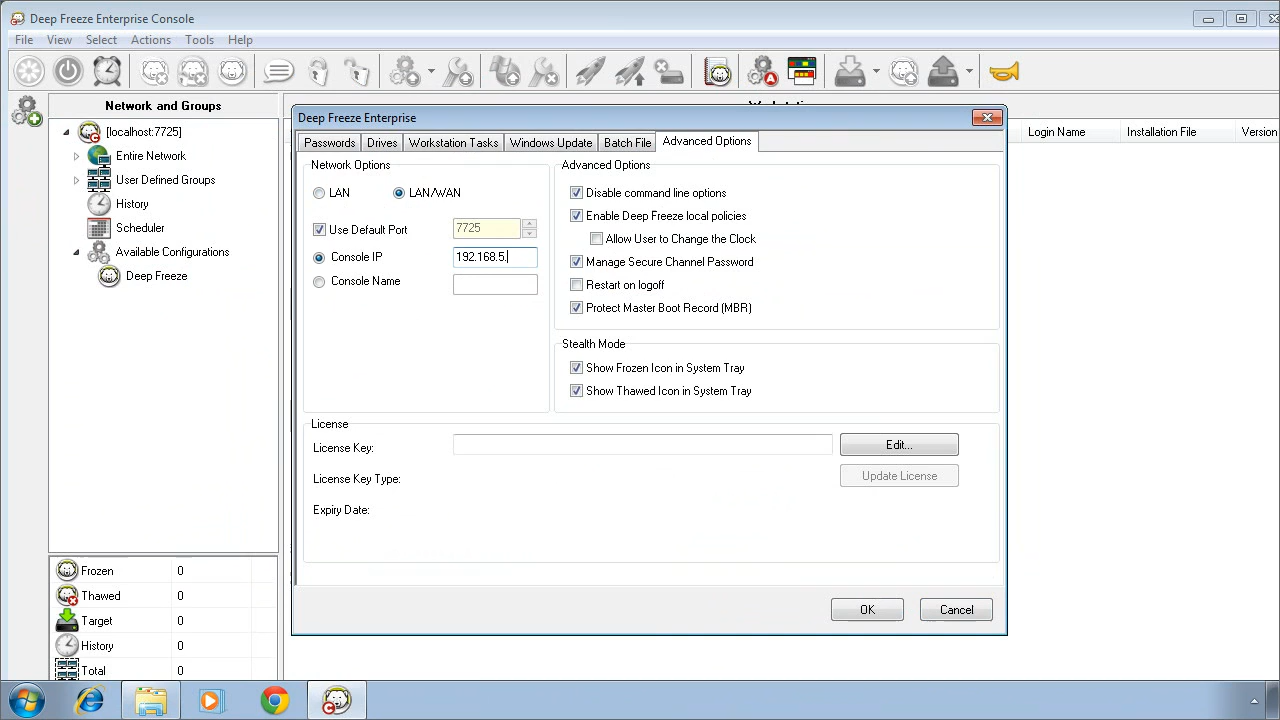 Deep Freeze Enterprise Console
File View Select Actions Tools Help
Network and Groups
[localhost:7725]
Entire Network
User Defined Groups
History
Scheduler
Available Configurations
Deep Freeze
Frozen 0
Thawed 0
Target 0
History 0
Total 0
Login Name Installation File Version
Deep Freeze Enterprise
Passwords Drives Workstation Tasks Windows Update Batch File Advanced Options
Network Options
LAN LAN/WAN
Use Default Port 7725
Console IP 192.168.5.
Console Name
Advanced Options
Disable command line options
Enable Deep Freeze local policies
Allow User to Change the Clock
Manage Secure Channel Password
Restart on logoff
Protect Master Boot Record (MBR)
Stealth Mode
Show Frozen Icon in System Tray
Show Thawed Icon in System Tray
License
License Key: Edit...
License Key Type: Update License
Expiry Date:
OK Cancel